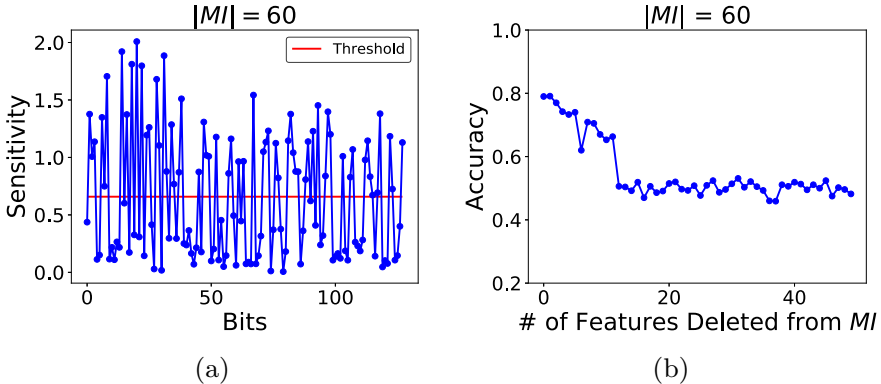 |MI| = 60
2.0
1.5
1.0
0.5
0.0
Sensitivity
Threshold
0
50
100
Bits
(a)
|MI| = 60
1.0
0.8
0.6
0.4
0.2
Accuracy
0
20
40
# of Features Deleted from MI
(b)